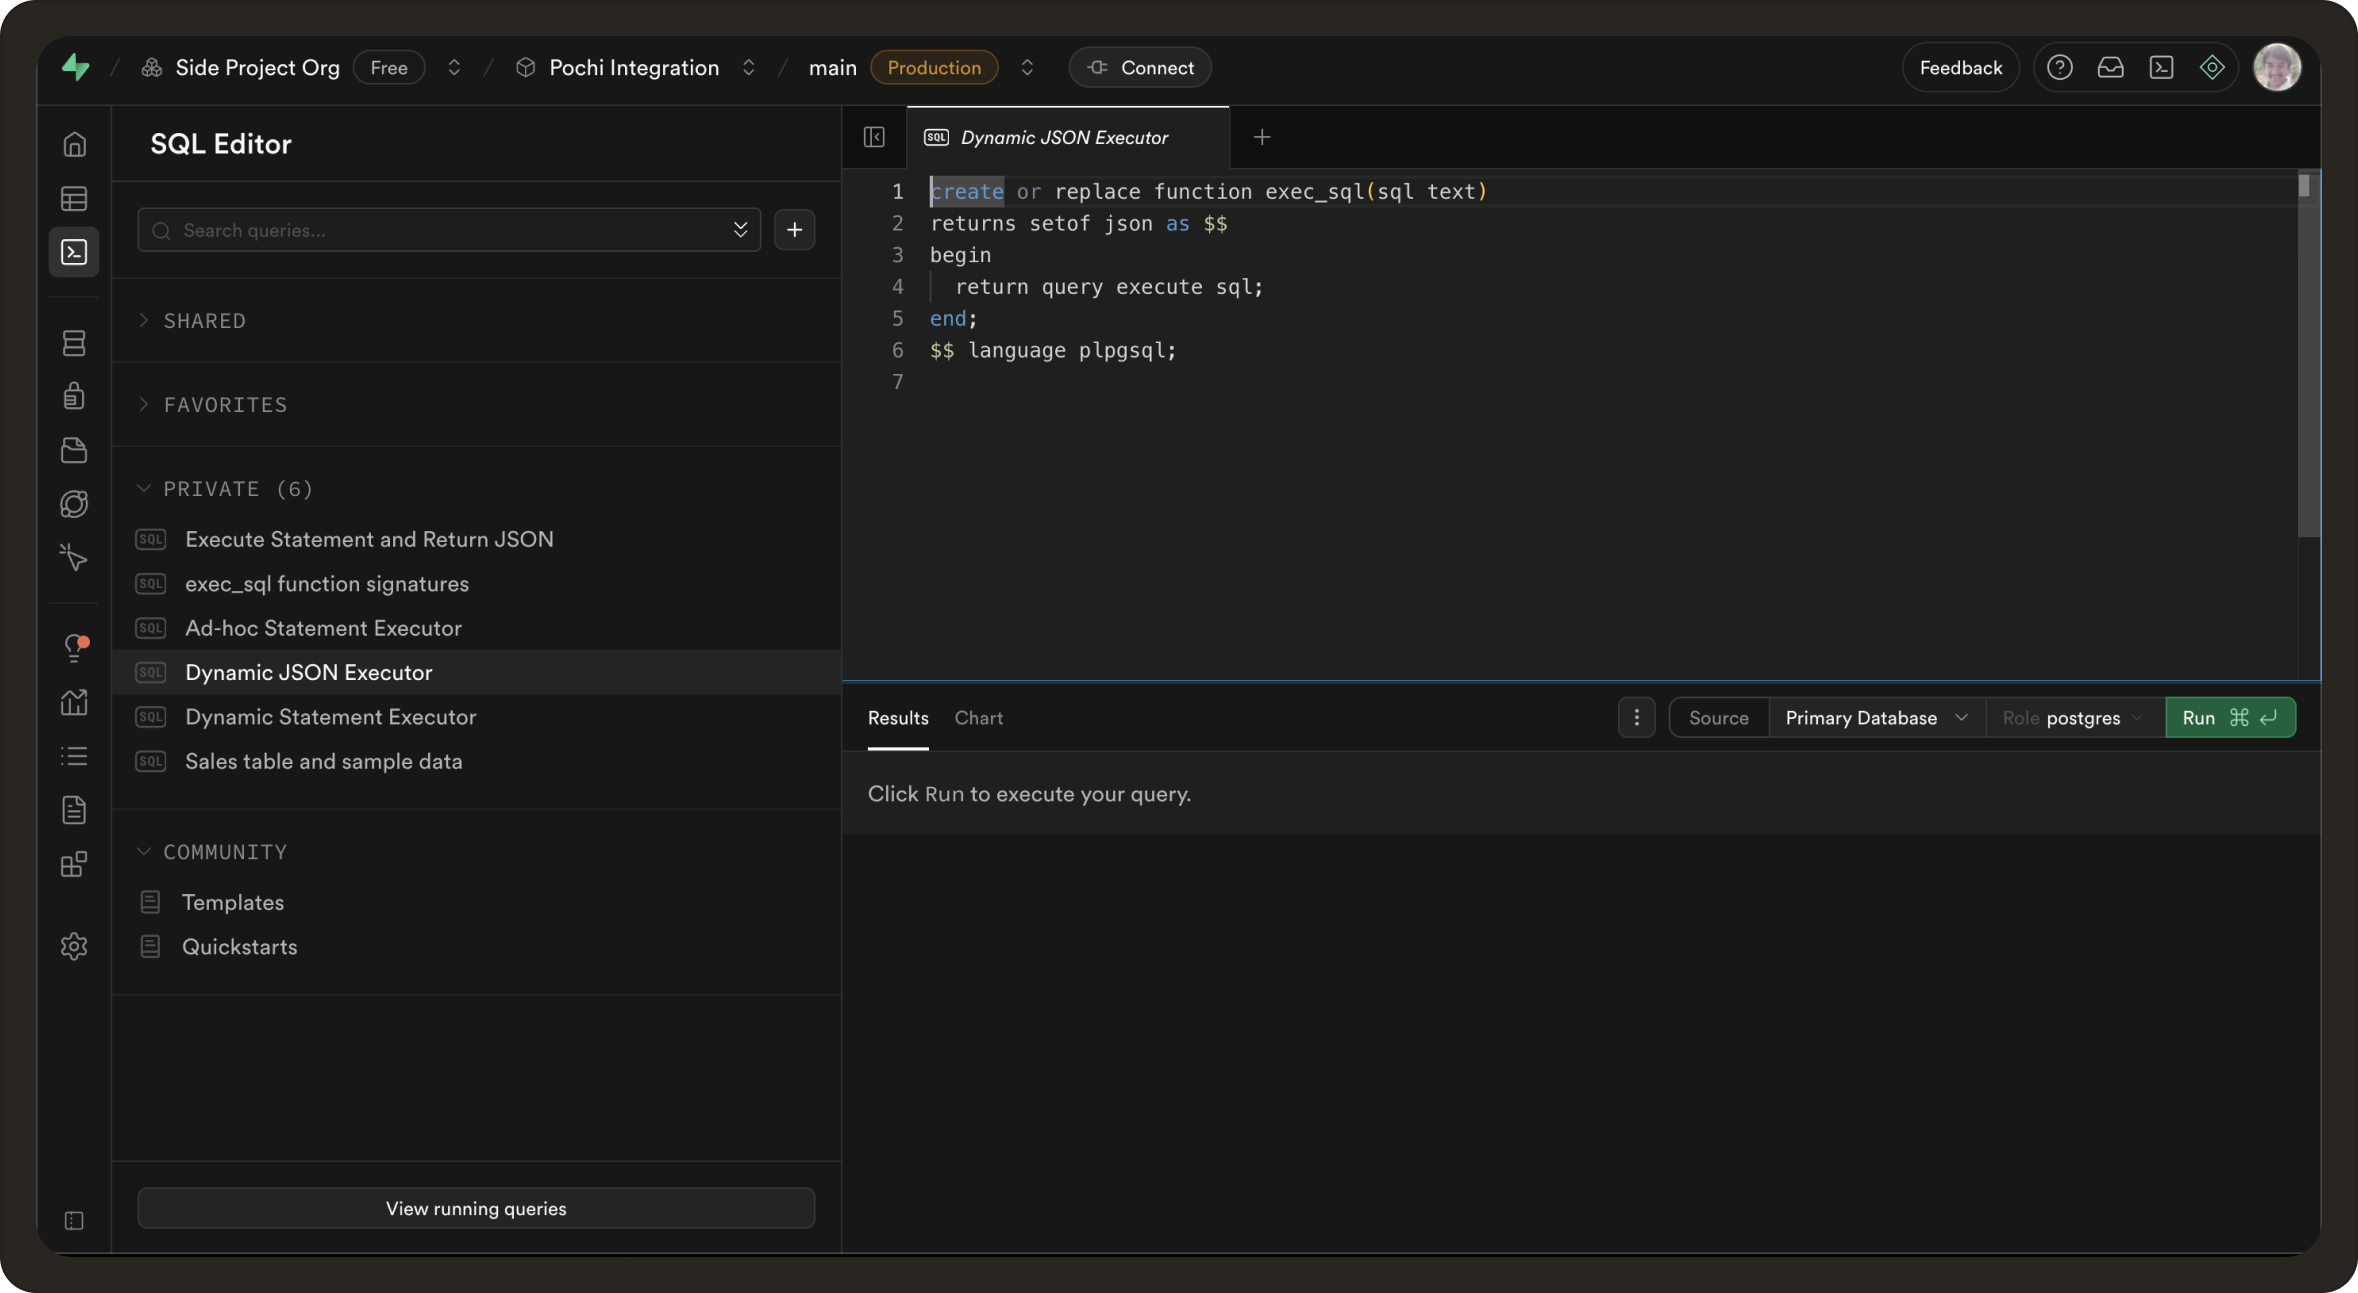 Side Project Org Free Pochi Integration main Production Connect Feedback
SQL Editor
Search queries...
SHARED
FAVORITES
PRIVATE (6)
SQL Execute Statement and Return JSON
SQL exec_sql function signatures
SQL Ad-hoc Statement Executor
SQL Dynamic JSON Executor
SQL Dynamic Statement Executor
SQL Sales table and sample data
COMMUNITY
Templates
Quickstarts
View running queries
SQL Dynamic JSON Executor
1 create or replace function exec_sql(sql text)
2 returns setof json as $$
3 begin
4 return query execute sql;
5 end;
6 $$ language plpgsql;
7
Results Chart Source Primary Database Role postgres Run ⌘ ↵
Click Run to execute your query.